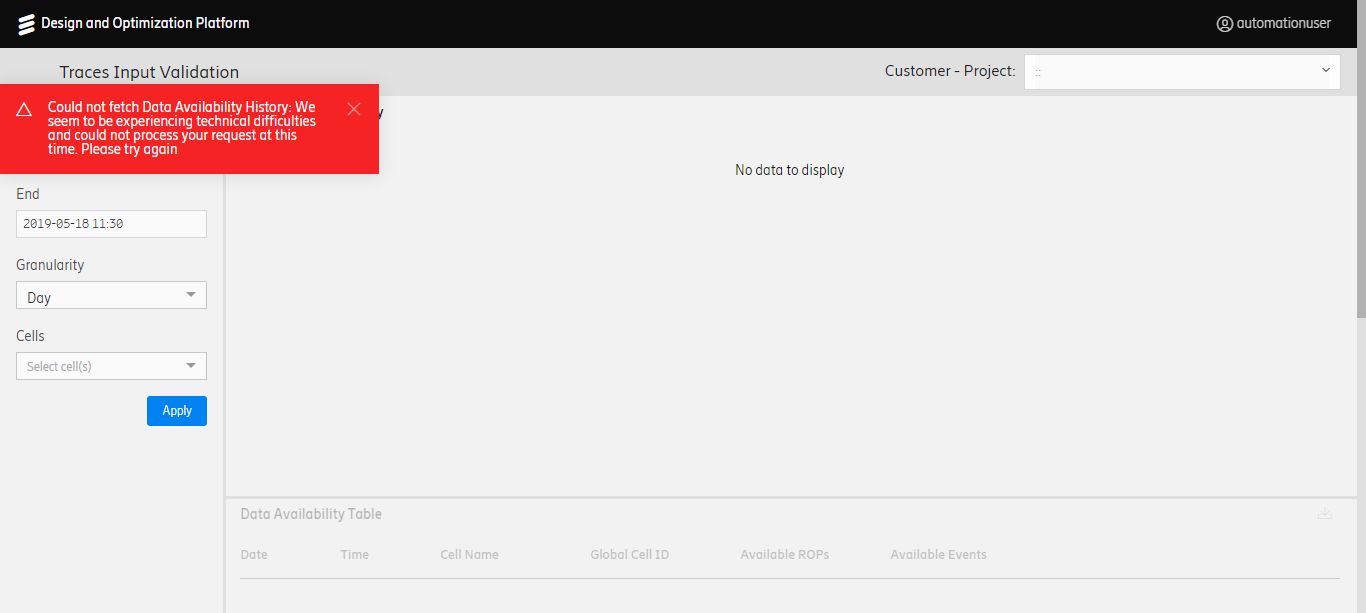 Design and Optimization Platform
automationuser
Traces Input Validation
Customer - Project:
::
Could not fetch Data Availability History: We
seem to be experiencing technical difficulties
and could not process your request at this
time. Please try again
y
No data to display
End
2019-05-18 11:30
Granularity
Day
Cells
Select cell(s)
Apply
Data Availability Table
Date
Time
Cell Name
Global Cell ID
Available ROPs
Available Events